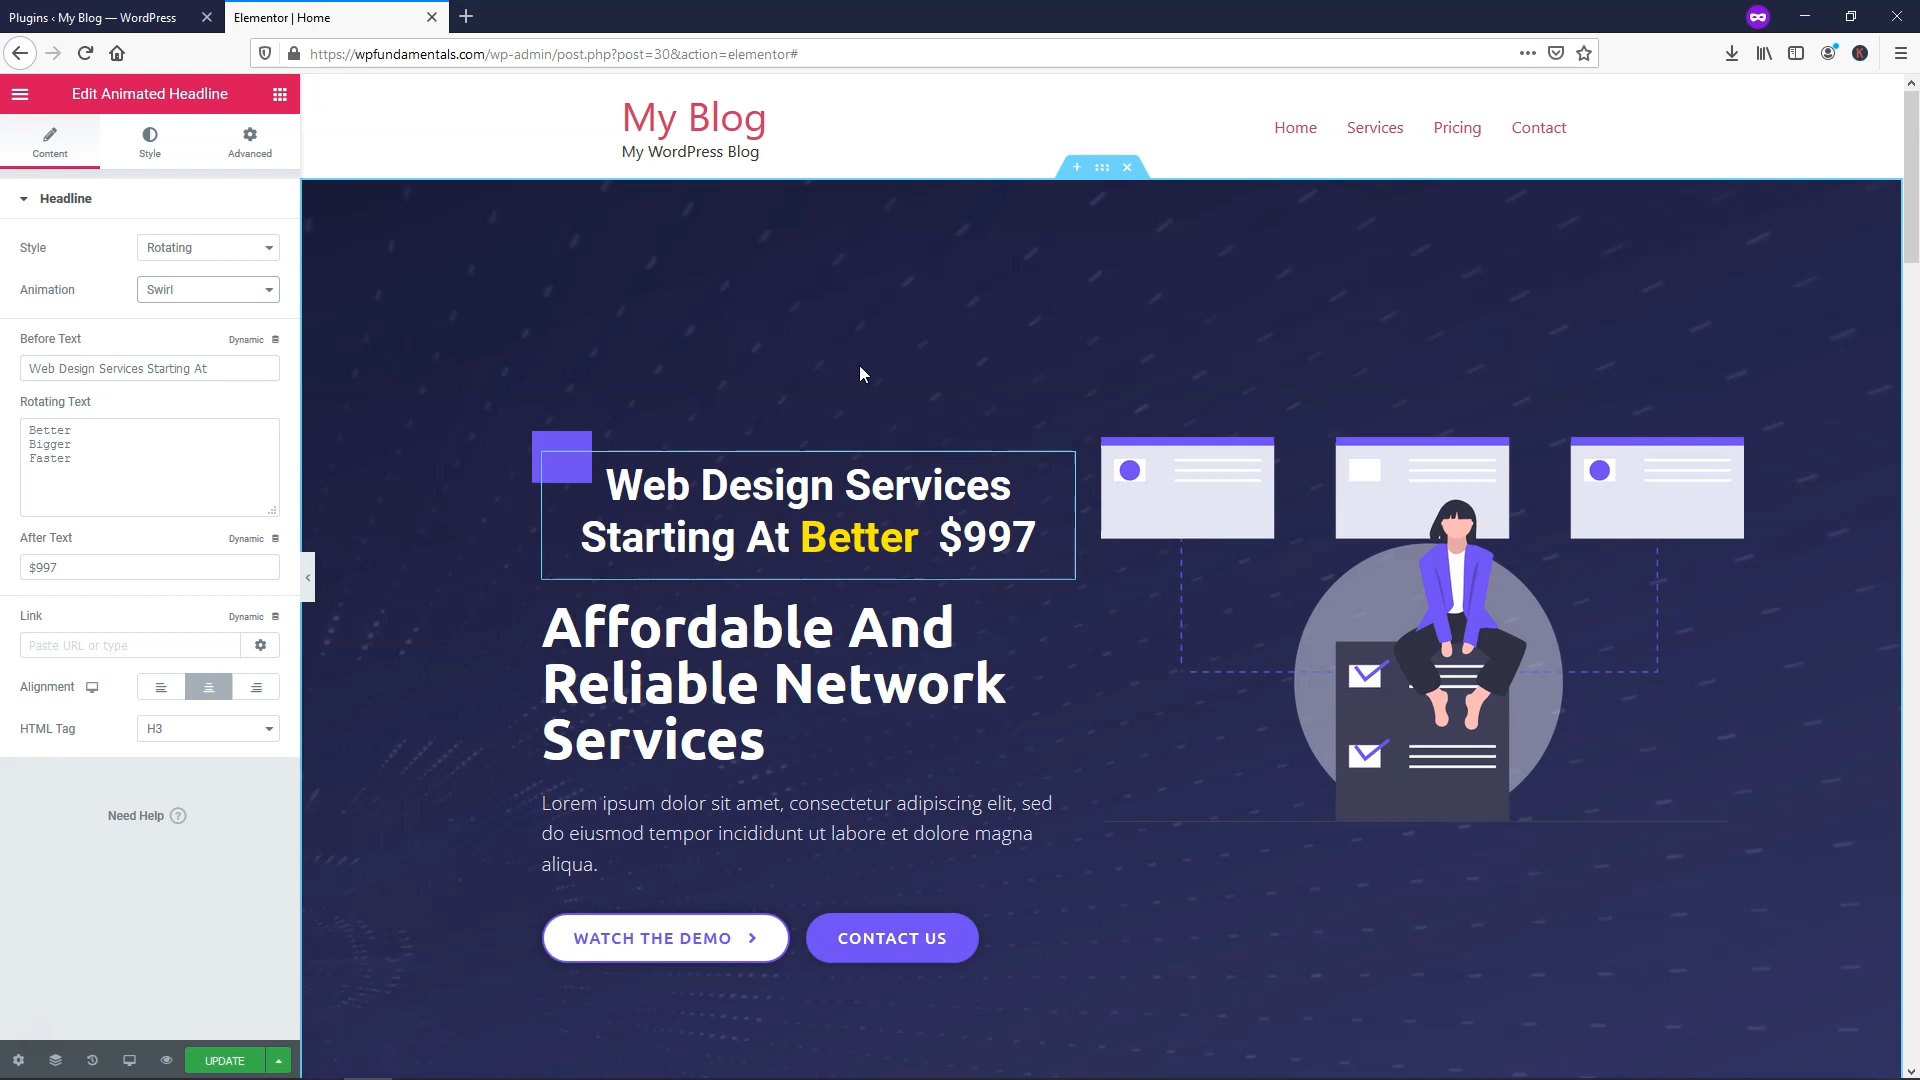 Plugins ‹ My Blog — WordPress
Elementor | Home
https://wpfundamentals.com/wp-admin/post.php?post=30&action=elementor#
K
Edit Animated Headline
Content
Style
Advanced
Headline
Style
Rotating
Animation
Swirl
Before Text
Dynamic
Web Design Services Starting At
Rotating Text
Better
Bigger
Faster
After Text
Dynamic
$997
Link
Dynamic
Paste URL or type
Alignment
HTML Tag
H3
Need Help ?
UPDATE
My Blog
My WordPress Blog
Home
Services
Pricing
Contact
Web Design Services
Starting At Better $997
Affordable And
Reliable Network
Services
Lorem ipsum dolor sit amet, consectetur adipiscing elit, sed
do eiusmod tempor incididunt ut labore et dolore magna
aliqua.
WATCH THE DEMO
CONTACT US